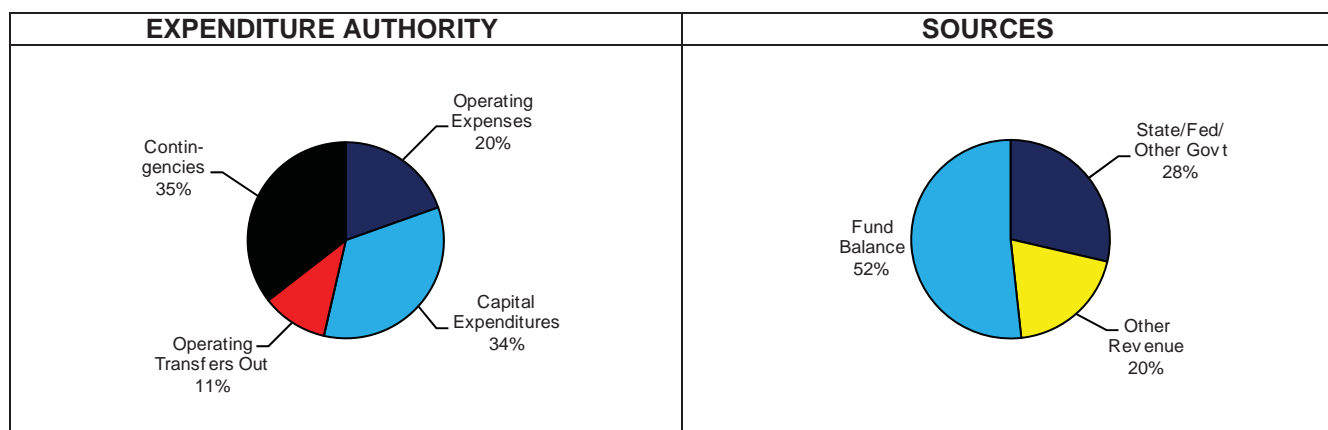 EXPENDITURE AUTHORITY
SOURCES
Operating
Expenses
20%
Contin-
gencies
35%
Capital
Expenditures
34%
Operating
Transfers Out
11%
State/Fed/
Other Govt
28%
Fund
Balance
52%
Other
Revenue
20%